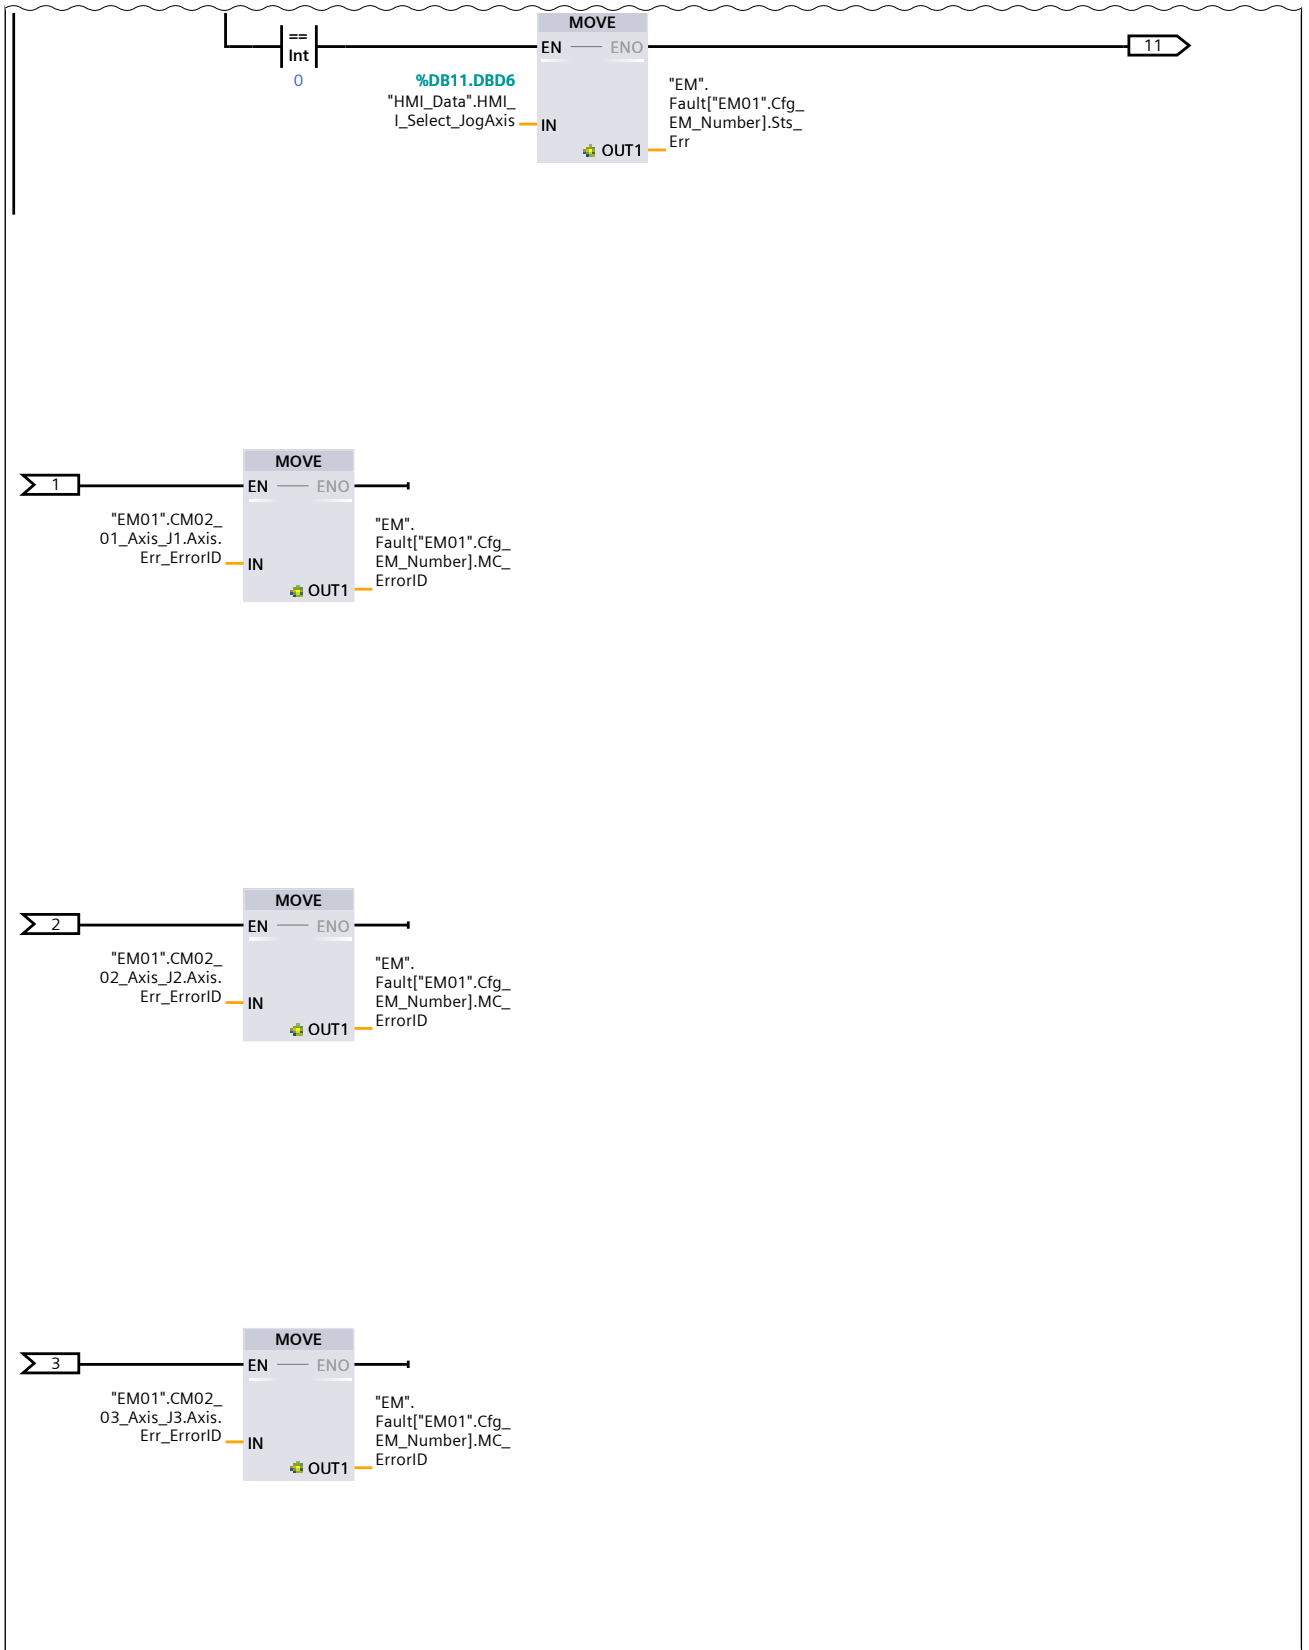 MOVE
==
Int
0
EN
ENO
11
%DB11.DBD6
"HMI_Data".HMI_
I_Select_JogAxis
IN
"EM".
Fault["EM01".Cfg_
EM_Number].Sts_
Err
OUT1
1
MOVE
EN
ENO
"EM01".CM02_
01_Axis_J1.Axis.
Err_ErrorID
IN
"EM".
Fault["EM01".Cfg_
EM_Number].MC_
ErrorID
OUT1
2
MOVE
EN
ENO
"EM01".CM02_
02_Axis_J2.Axis.
Err_ErrorID
IN
"EM".
Fault["EM01".Cfg_
EM_Number].MC_
ErrorID
OUT1
3
MOVE
EN
ENO
"EM01".CM02_
03_Axis_J3.Axis.
Err_ErrorID
IN
"EM".
Fault["EM01".Cfg_
EM_Number].MC_
ErrorID
OUT1